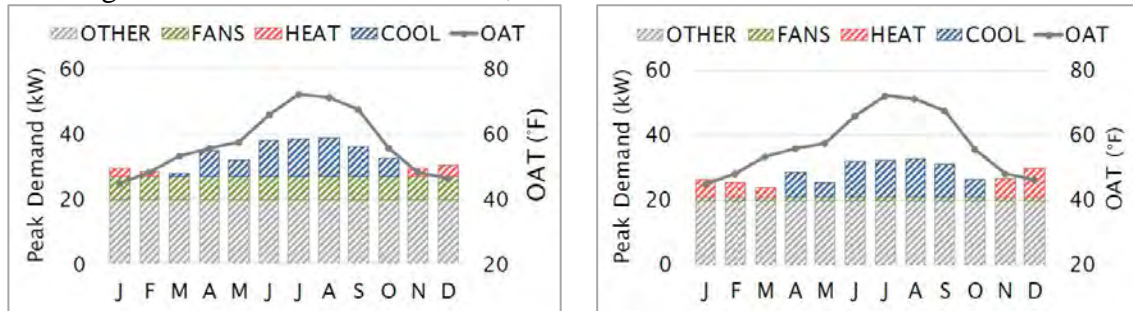 OTHER FANS HEAT COOL OAT
60 80
40 60
20 40
0 20
Peak Demand (kW)
OAT (°F)
J F M A M J J A S O N D
OTHER FANS HEAT COOL OAT
60 80
40 60
20 40
0 20
Peak Demand (kW)
OAT (°F)
J F M A M J J A S O N D